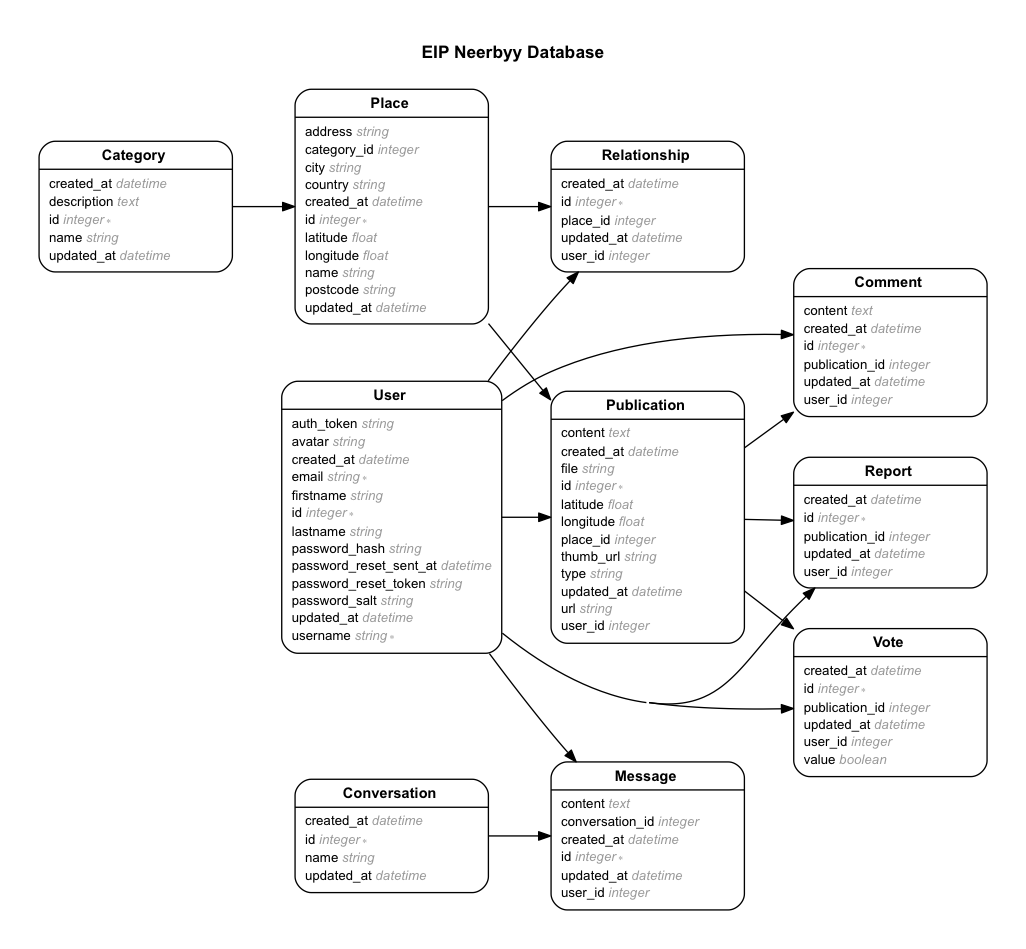 EIP Neerbyy Database
Category
created_at datetime
description text
id integer *
name string
updated_at datetime
Place
address string
category_id integer
city string
country string
created_at datetime
id integer *
latitude float
longitude float
name string
postcode string
updated_at datetime
Relationship
created_at datetime
id integer *
place_id integer
updated_at datetime
user_id integer
User
auth_token string
avatar string
created_at datetime
email string *
firstname string
id integer *
lastname string
password_hash string
password_reset_sent_at datetime
password_reset_token string
password_salt string
updated_at datetime
username string *
Publication
content text
created_at datetime
file string
id integer *
latitude float
longitude float
place_id integer
thumb_url string
type string
updated_at datetime
url string
user_id integer
Comment
content text
created_at datetime
id integer *
publication_id integer
updated_at datetime
user_id integer
Report
created_at datetime
id integer *
publication_id integer
updated_at datetime
user_id integer
Vote
created_at datetime
id integer *
publication_id integer
updated_at datetime
user_id integer
value boolean
Conversation
created_at datetime
id integer *
name string
updated_at datetime
Message
content text
conversation_id integer
created_at datetime
id integer *
updated_at datetime
user_id integer